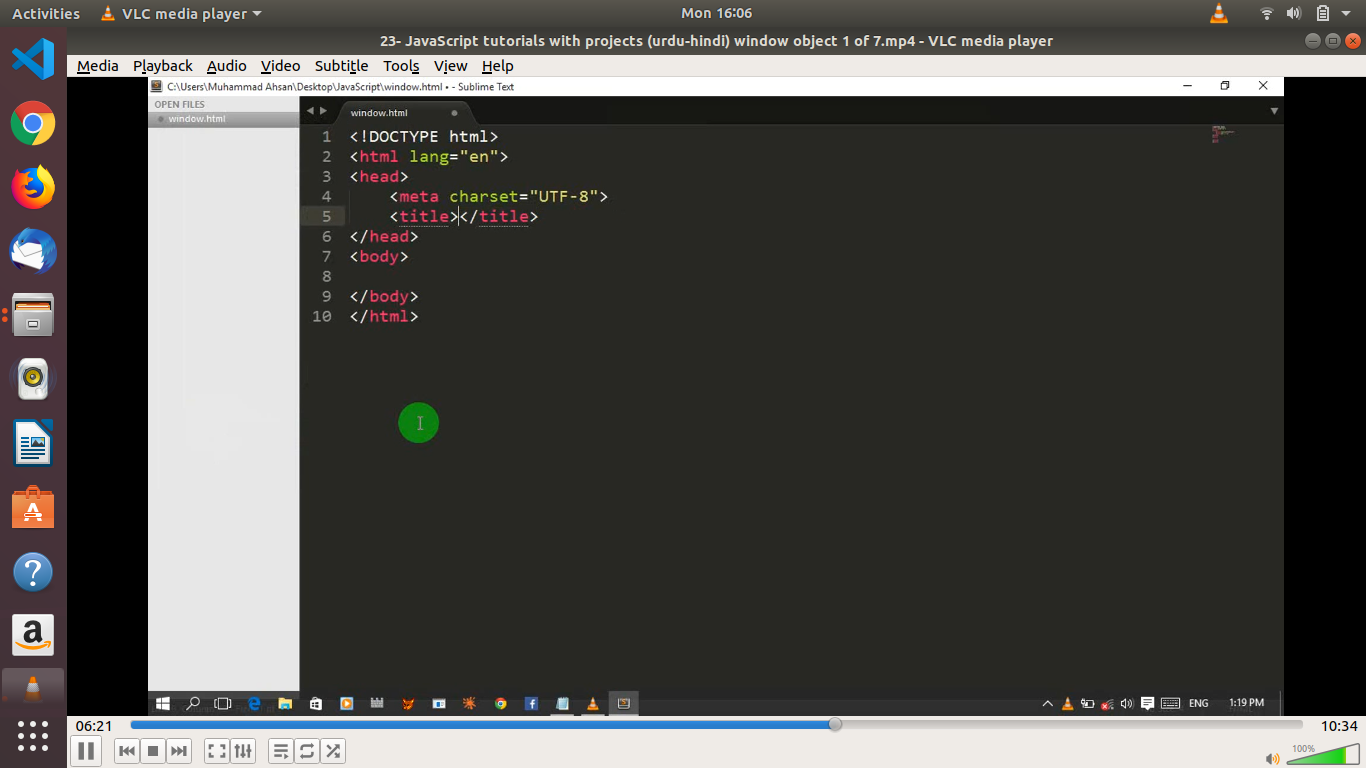 Activities VLC media player Mon 16:06
23- JavaScript tutorials with projects (urdu-hindi) window object 1 of 7.mp4 - VLC media player
Media Playback Audio Video Subtitle Tools View Help
C:\Users\Muhammad Ahsan\Desktop\JavaScript\window.html • - Sublime Text
OPEN FILES
window.html
window.html
1 <!DOCTYPE html>
2 <html lang="en">
3 <head>
4 <meta charset="UTF-8">
5 <title></title>
6 </head>
7 <body>
8
9 </body>
10 </html>
ENG 1:19 PM
06:21 10:34
100%